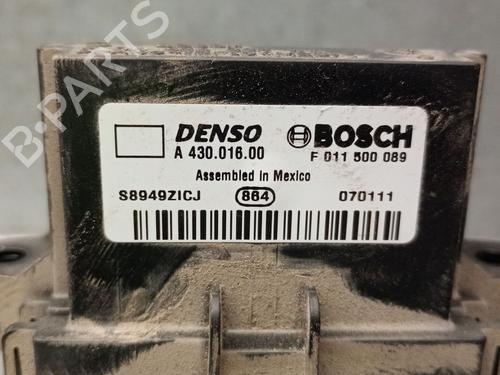 B-PARTS
DENSO BOSCH
A 430.016.00 F 011 500 089
Assembled in Mexico
S8949ZICJ 864 070111